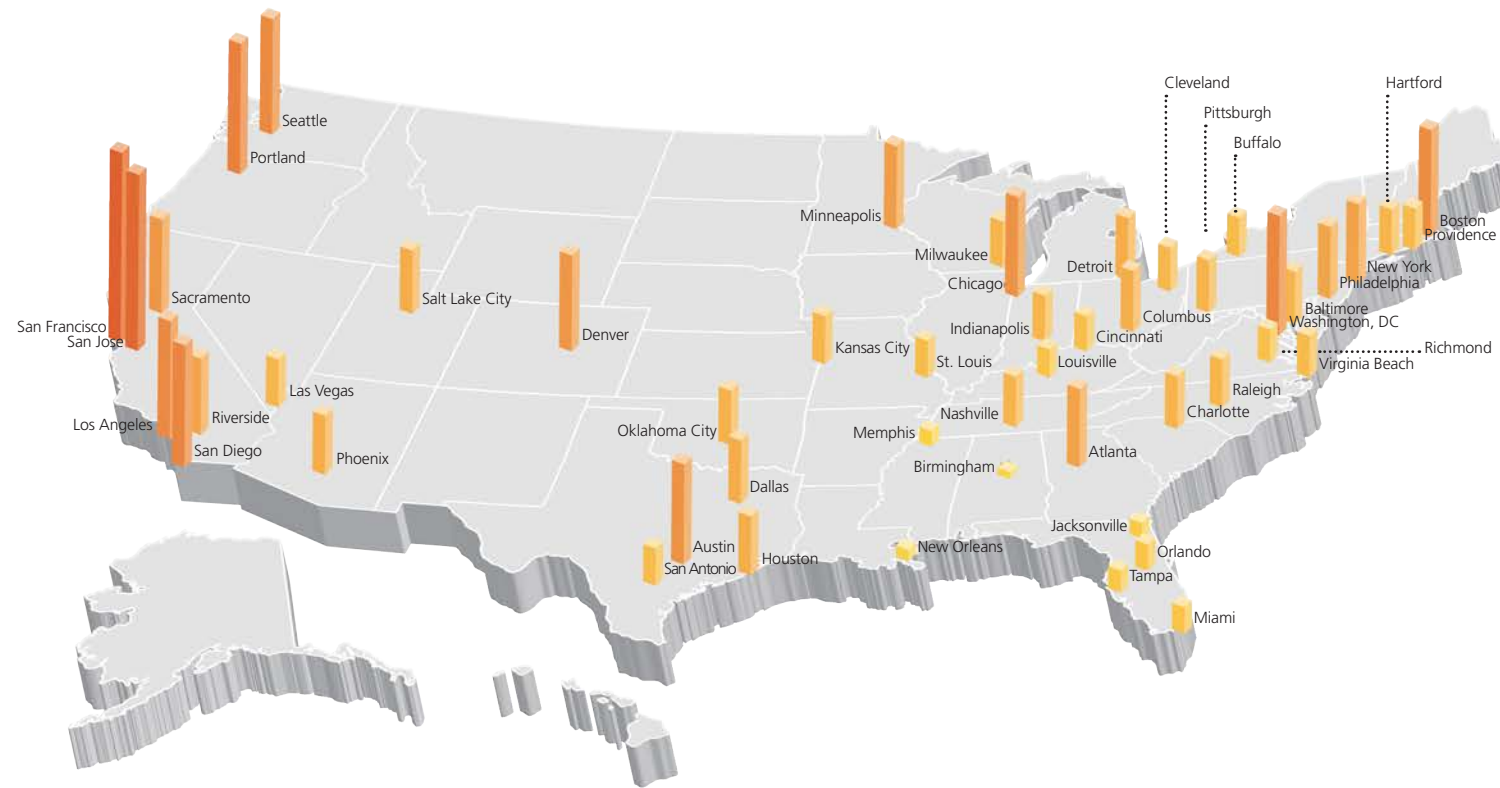 Cleveland
Hartford
Pittsburgh
Seattle
Buffalo
Portland
Minneapolis
Boston
Providence
Milwaukee
Detroit
New York
Chicago
Philadelphia
Sacramento
Salt Lake City
Baltimore
Columbus
Washington, DC
San Francisco
Indianapolis
Denver
Cincinnati
San Jose
Kansas City
Richmond
St. Louis
Louisville
Virginia Beach
Las Vegas
Raleigh
Nashville
Charlotte
Riverside
Los Angeles
Oklahoma City
Memphis
San Diego
Atlanta
Phoenix
Birmingham
Dallas
Jacksonville
Austin
New Orleans
Orlando
Houston
San Antonio
Tampa
Miami